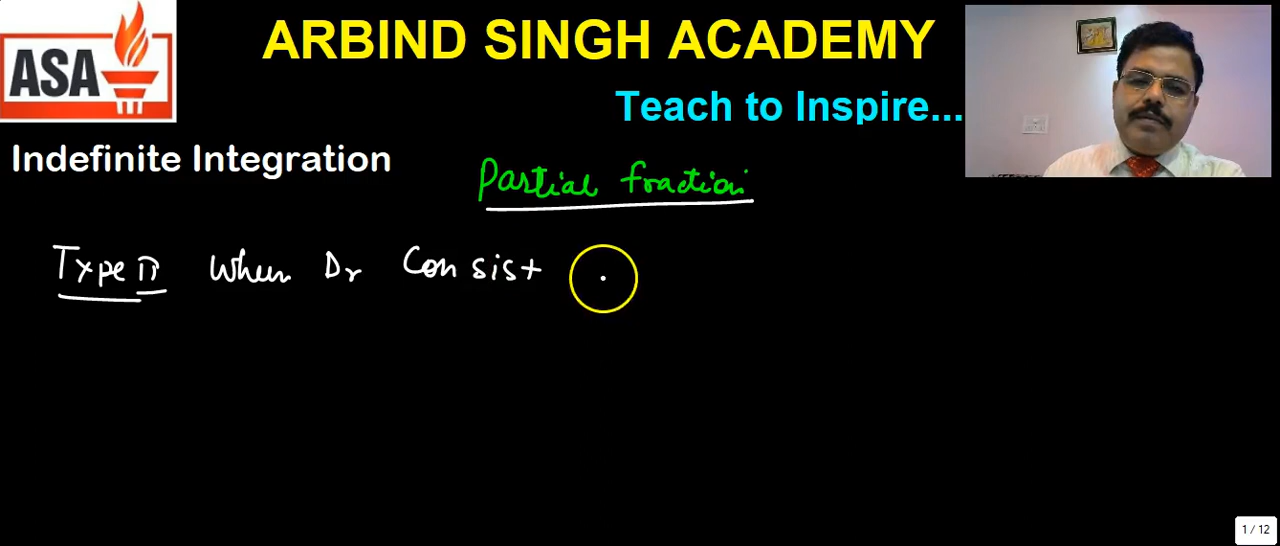 ASA
ARBIND SINGH ACADEMY
Teach to Inspire...
Indefinite Integration
Partial fraction
Type II When Dr Consist
1 / 12